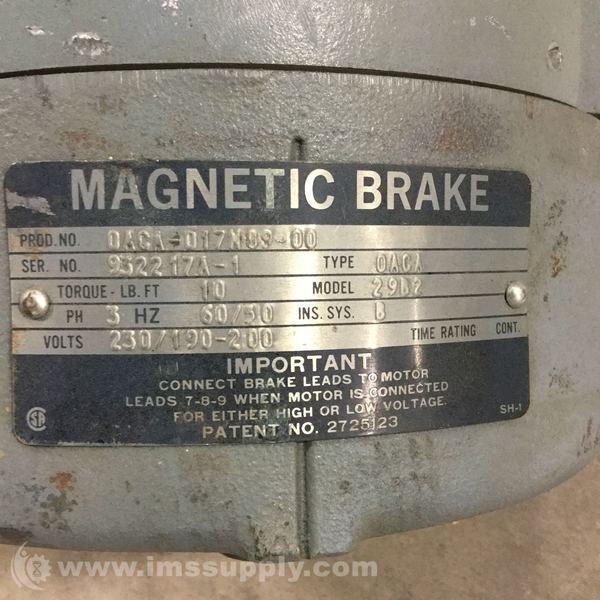 MAGNETIC BRAKE
PROD. NO. OACA-017M09-00
SER. NO. 932217A-1 TYPE OACA
TORQUE - LB. FT 10 MODEL
PH 3 HZ 60/50 INS. SYS. B
VOLTS 230/190-200 TIME RATING CONT.
IMPORTANT
CONNECT BRAKE LEADS TO MOTOR
LEADS 7-8-9 WHEN MOTOR IS CONNECTED
FOR EITHER HIGH OR LOW VOLTAGE.
PATENT NO. 2725123
SH-1
www.imssupply.com